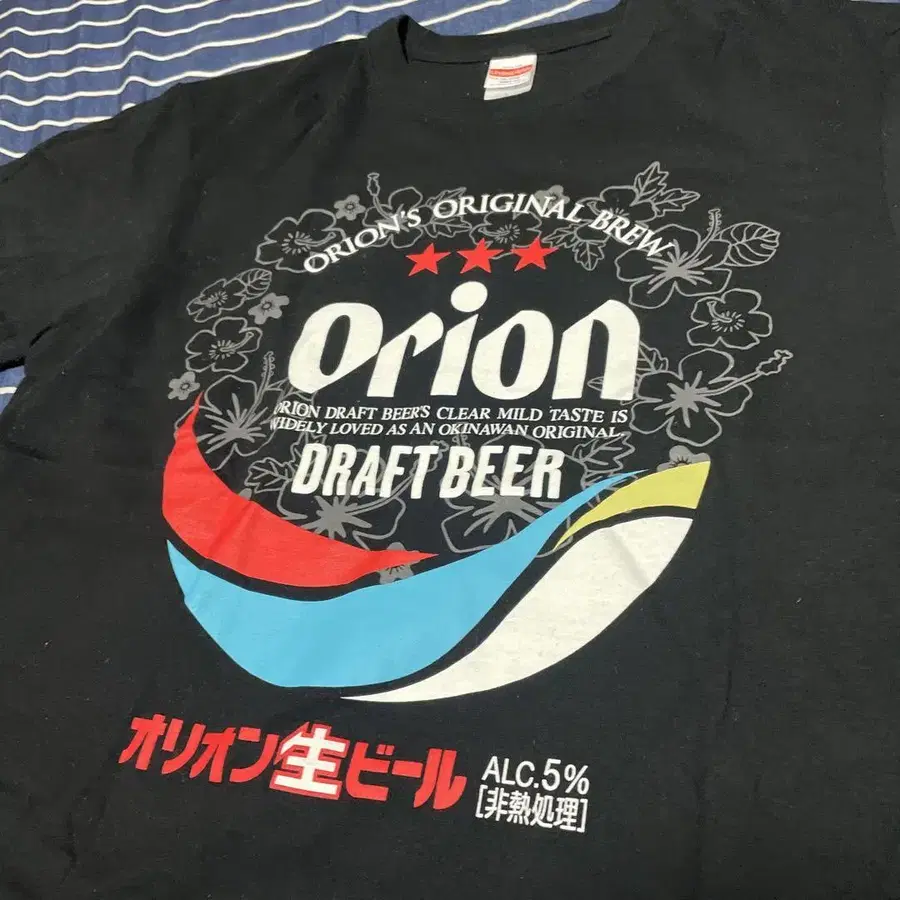 ORION'S ORIGINAL BREW
orion
ORION DRAFT BEER'S CLEAR MILD TASTE IS
WIDELY LOVED AS AN OKINAWAN ORIGINAL.
DRAFT BEER
オリオン生ビール
ALC.5%
[非熱処理]